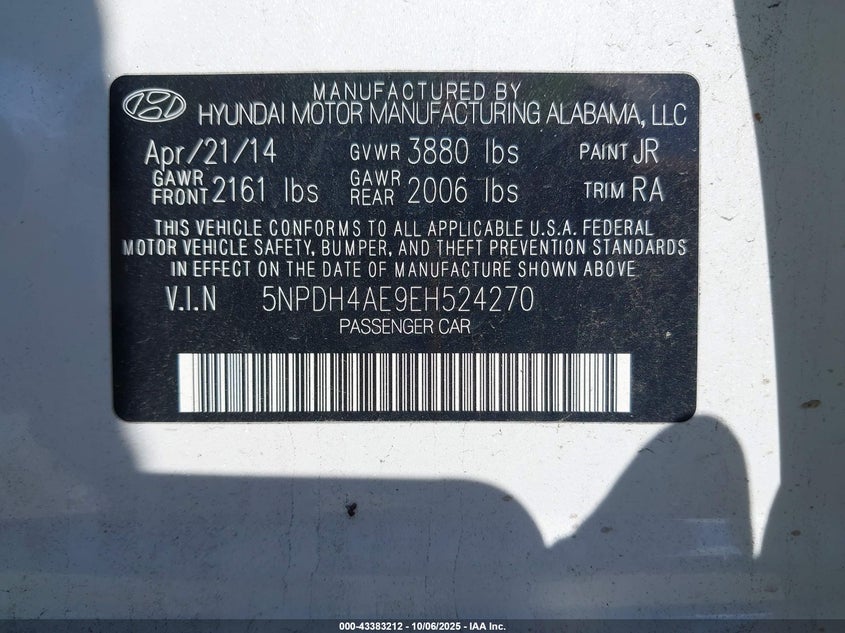 MANUFACTURED BY
HYUNDAI MOTOR MANUFACTURING ALABAMA, LLC
Apr/21/14 GVWR 3880 lbs PAINT JR
GAWR FRONT 2161 lbs GAWR REAR 2006 lbs TRIM RA
THIS VEHICLE CONFORMS TO ALL APPLICABLE U.S.A. FEDERAL
MOTOR VEHICLE SAFETY, BUMPER, AND THEFT PREVENTION STANDARDS
IN EFFECT ON THE DATE OF MANUFACTURE SHOWN ABOVE
V.I.N 5NPDH4AE9EH524270
PASSENGER CAR
000-43383212 - 10/06/2025 - IAA Inc.